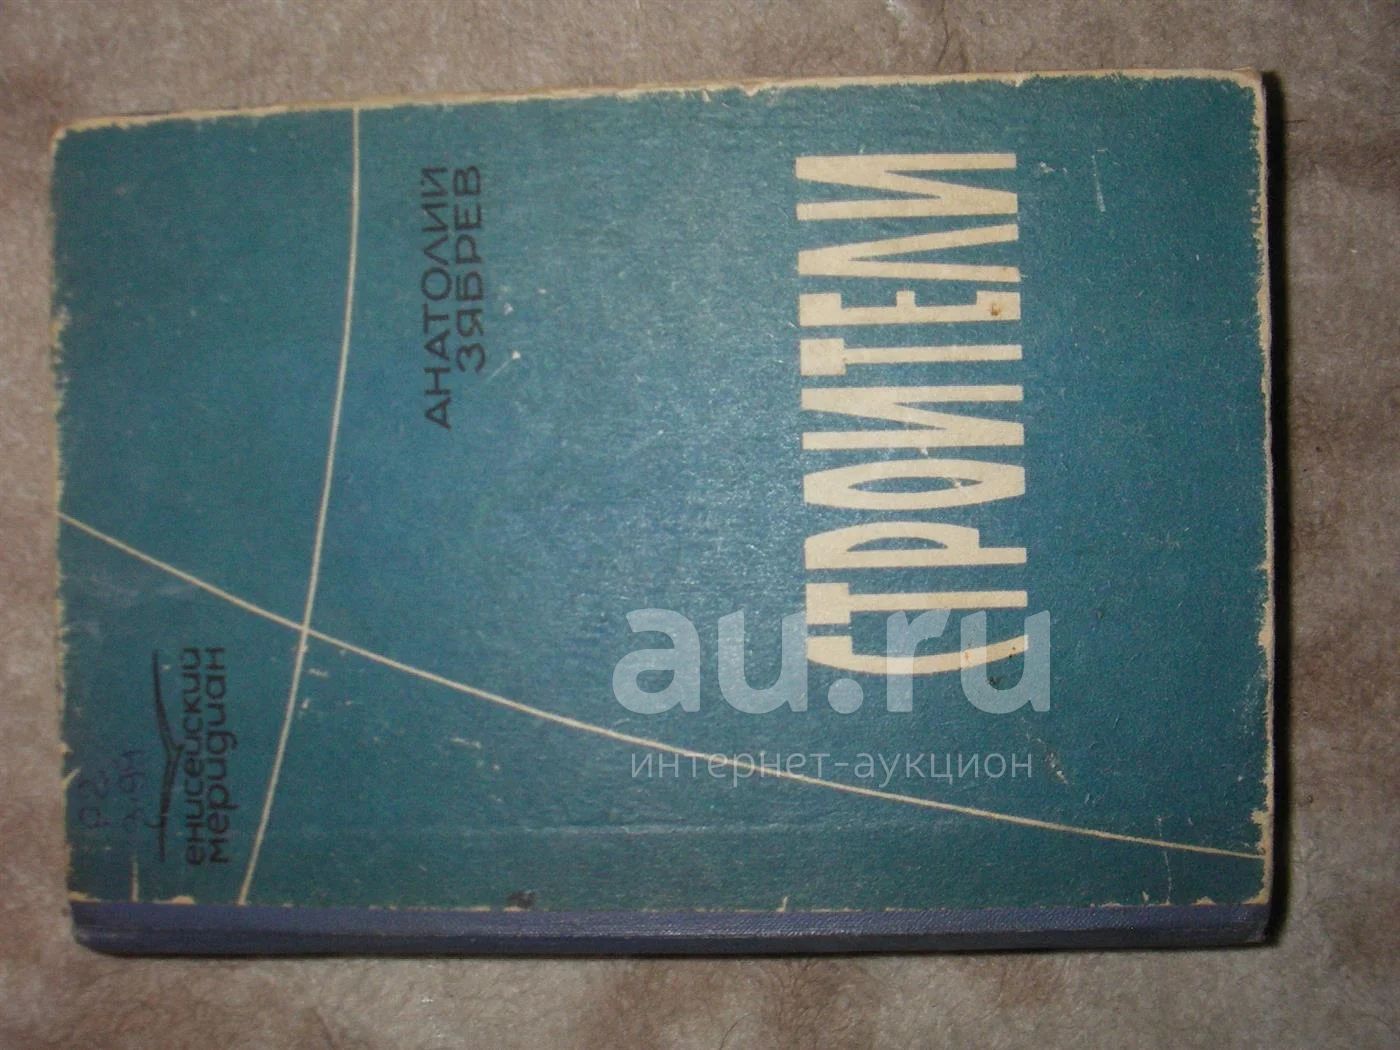 енисейский
меридиан
АНАТОЛИЙ
ЗЯБРЕВ
СТРОИТЕЛИ
au.ru
интернет-аукцион